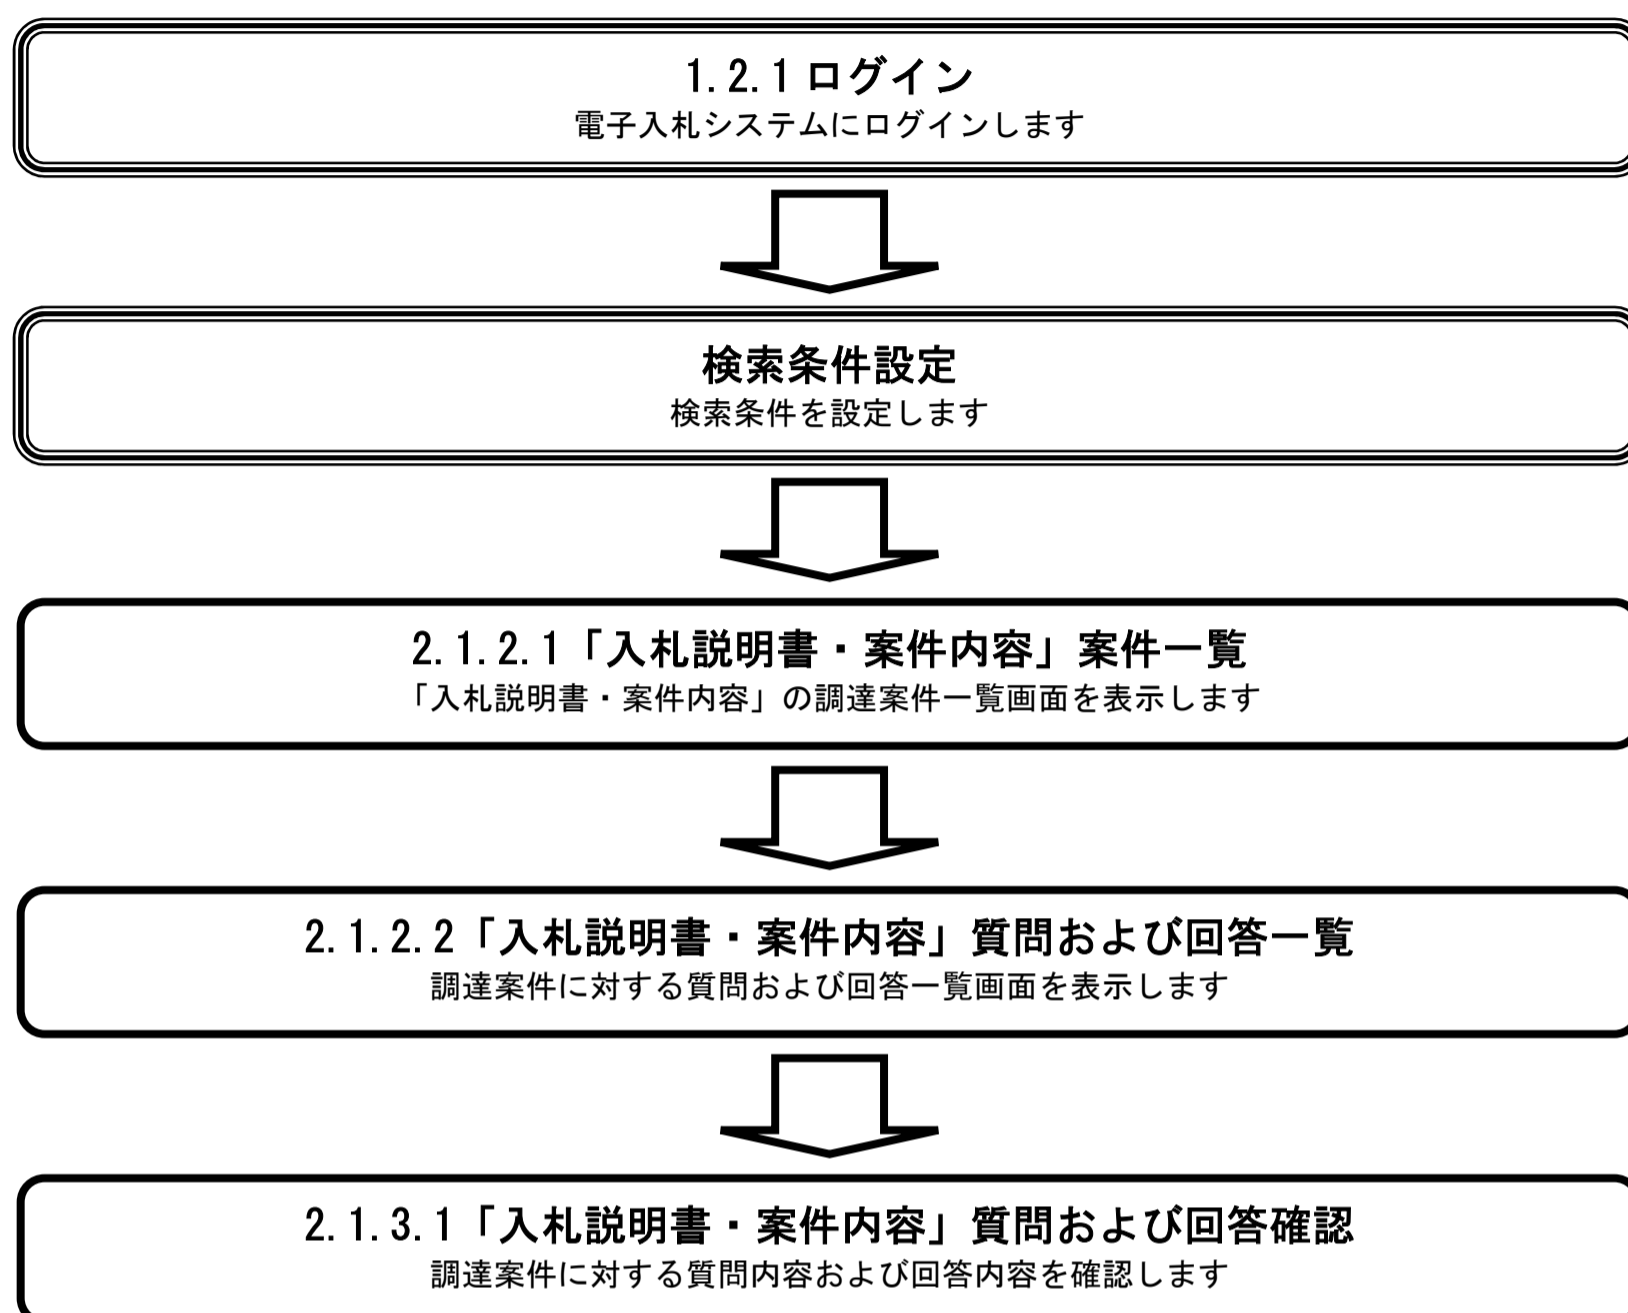 1.2.1 ログイン
電子入札システムにログインします
検索条件設定
検索条件を設定します
2.1.2.1「入札説明書・案件内容」案件一覧
「入札説明書・案件内容」の調達案件一覧画面を表示します
2.1.2.2「入札説明書・案件内容」質問および回答一覧
調達案件に対する質問および回答一覧画面を表示します
2.1.3.1「入札説明書・案件内容」質問および回答確認
調達案件に対する質問内容および回答内容を確認します